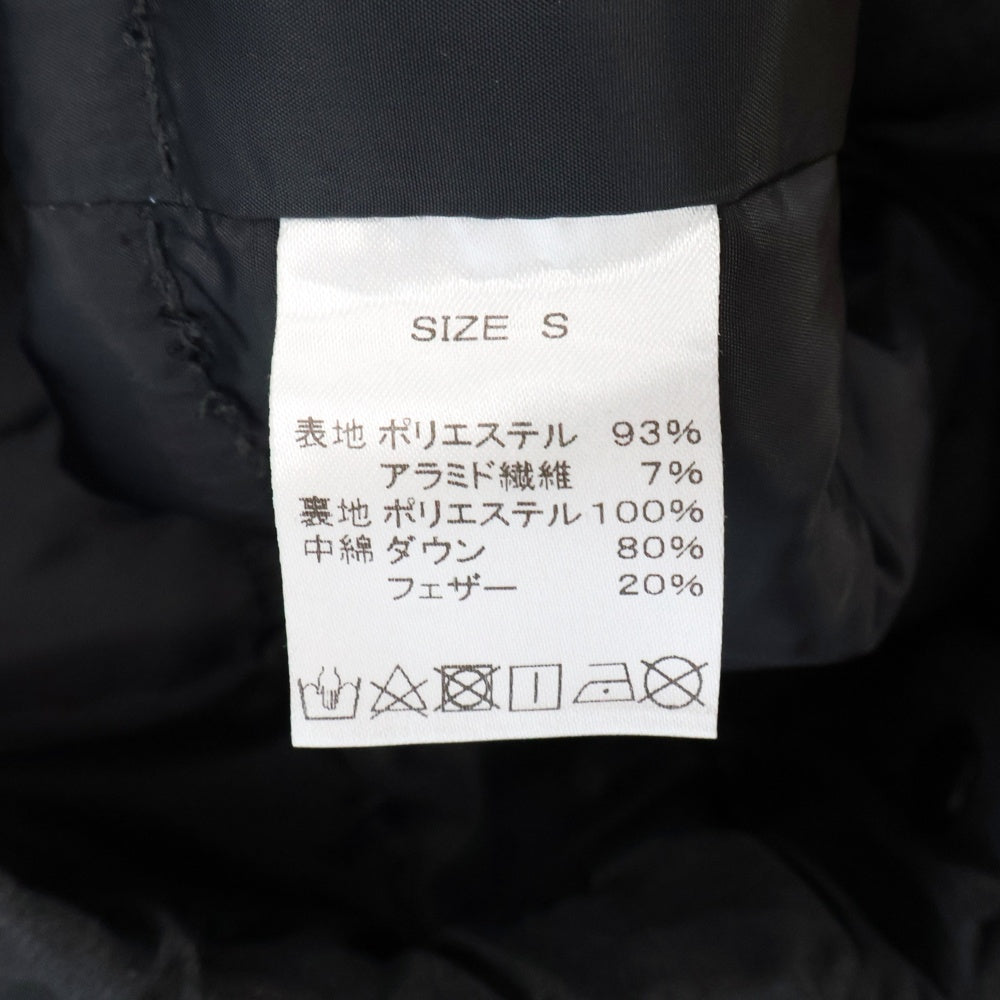 SIZE S
表地 ポリエステル 93%
アラミド繊維 7%
裏地 ポリエステル 100%
中綿 ダウン 80%
フェザー 20%